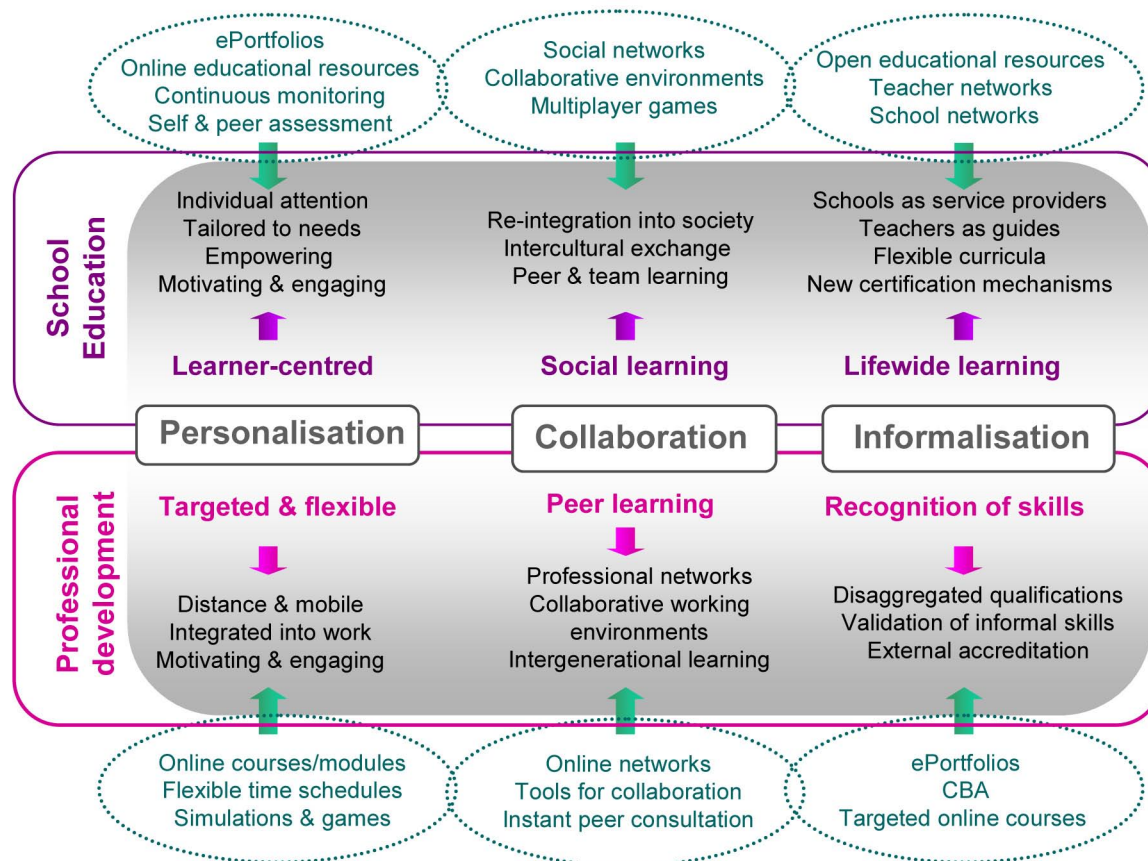 ePortfolios
Online educational resources
Continuous monitoring
Self & peer assessment
Social networks
Collaborative environments
Multiplayer games
Open educational resources
Teacher networks
School networks
School
Education
Individual attention
Tailored to needs
Empowering
Motivating & engaging
Re-integration into society
Intercultural exchange
Peer & team learning
Schools as service providers
Teachers as guides
Flexible curricula
New certification mechanisms
Learner-centred
Social learning
Lifewide learning
Personalisation
Collaboration
Informalisation
Professional
development
Targeted & flexible
Peer learning
Recognition of skills
Distance & mobile
Integrated into work
Motivating & engaging
Professional networks
Collaborative working
environments
Intergenerational learning
Disaggregated qualifications
Validation of informal skills
External accreditation
Online courses/modules
Flexible time schedules
Simulations & games
Online networks
Tools for collaboration
Instant peer consultation
ePortfolios
CBA
Targeted online courses